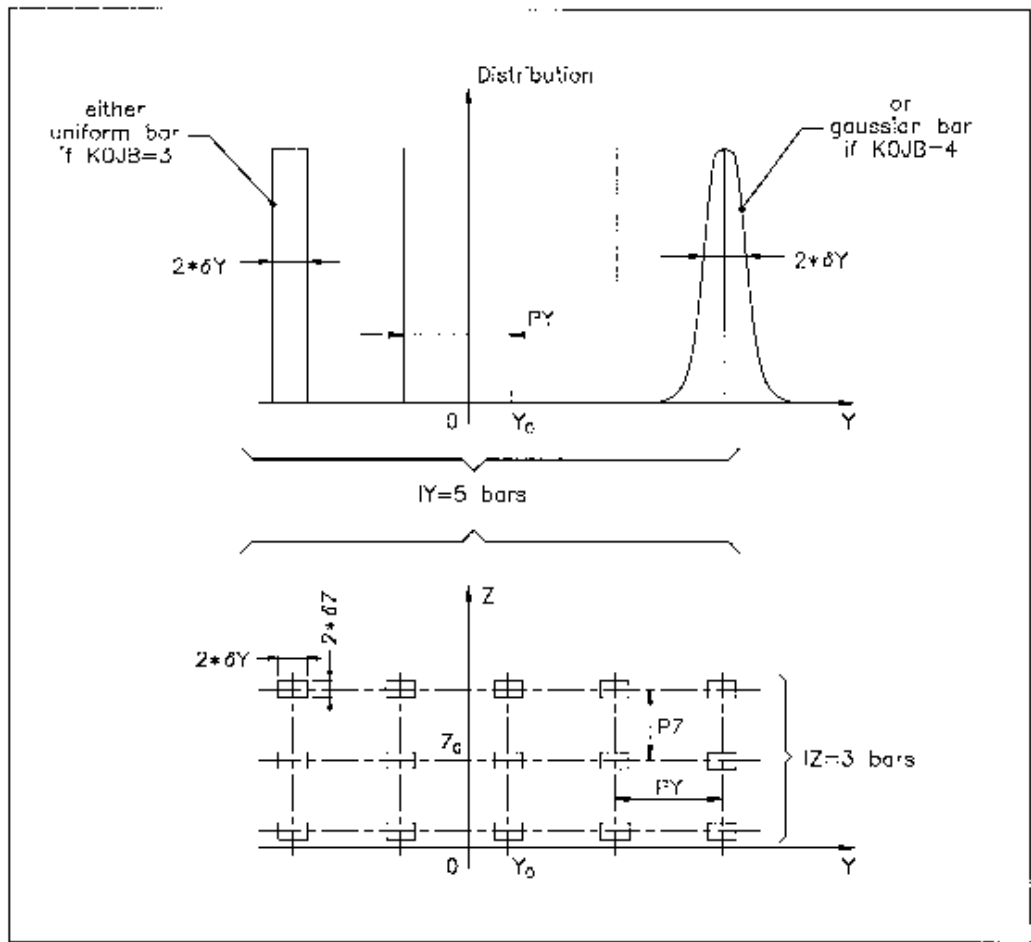 Distribution
either
uniform bar
if KOJB=3
or
gaussian bar
if KOJB=4
2*δY
2*δY
PY
0
Y₀
Y
IY=5 bars
Z
2*δZ
2*δY
Z₀
PZ
PY
IZ=3 bars
0
Y₀
Y